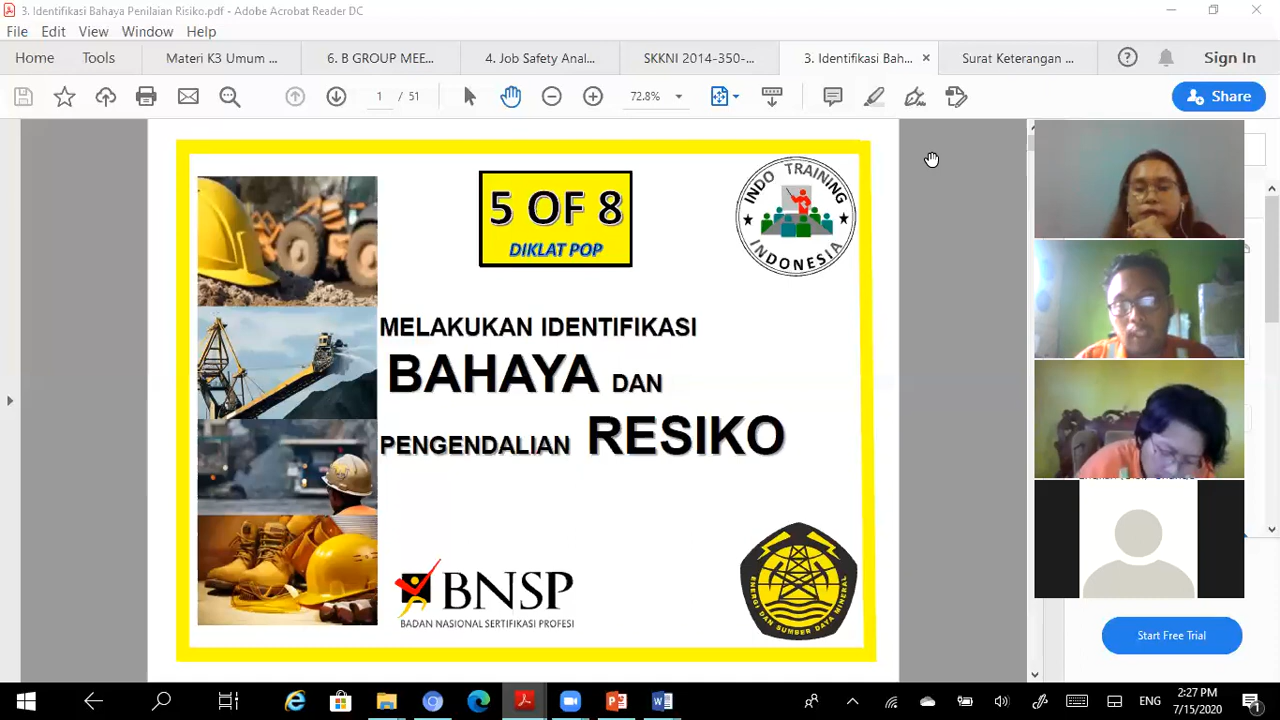 3. Identifikasi Bahaya Penilaian Risiko.pdf - Adobe Acrobat Reader DC
File Edit View Window Help
Home Tools Materi K3 Umum ... 6. B GROUP MEE... 4. Job Safety Anal... SKKNI 2014-350-... 3. Identifikasi Bah... × Surat Keterangan ... Sign In
1 / 51 72.8% Share
5 OF 8
DIKLAT POP
INDO TRAINING
INDONESIA
MELAKUKAN IDENTIFIKASI
BAHAYA DAN
PENGENDALIAN RESIKO
BNSP
BADAN NASIONAL SERTIFIKASI PROFESI
ENERGI DAN SUMBER DAYA MINERAL
Start Free Trial
ENG
2:27 PM
7/15/2020
1